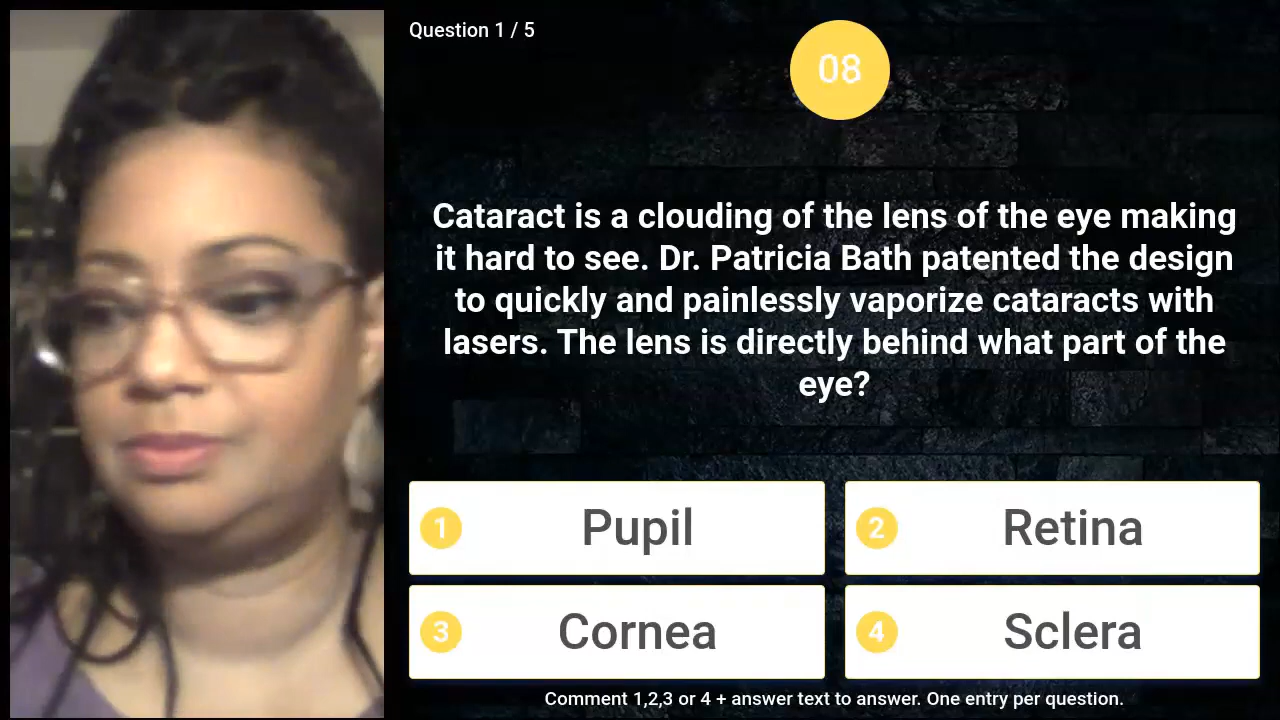 Question 1 / 5
08
Cataract is a clouding of the lens of the eye making
it hard to see. Dr. Patricia Bath patented the design
to quickly and painlessly vaporize cataracts with
lasers. The lens is directly behind what part of the
eye?
1 Pupil
2 Retina
3 Cornea
4 Sclera
Comment 1,2,3 or 4 + answer text to answer. One entry per question.